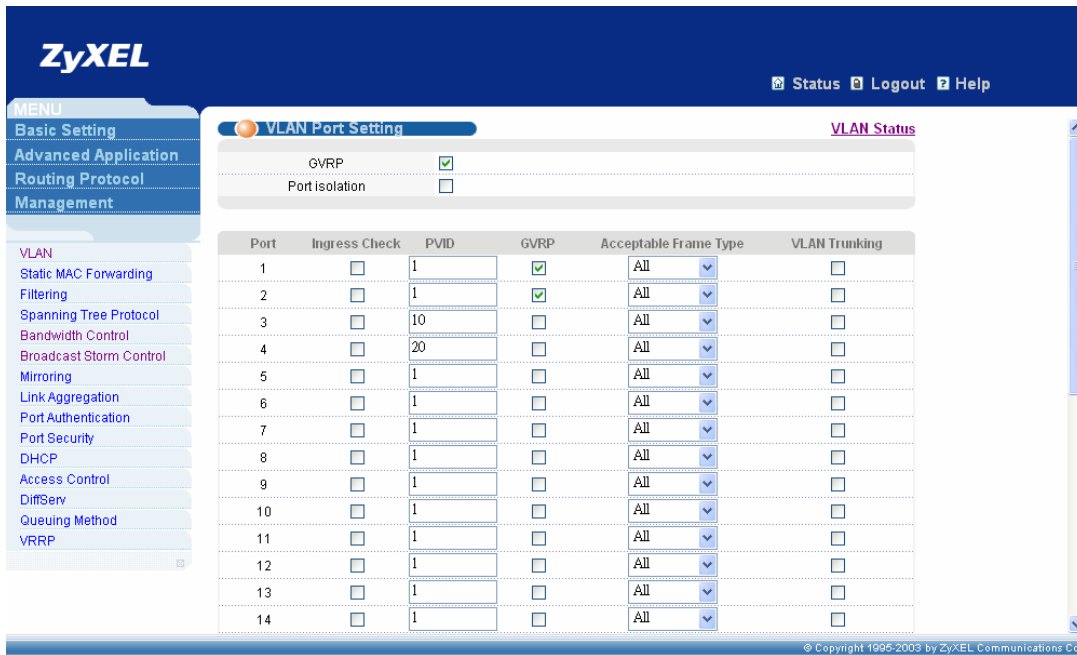 ZyXEL
Status Logout Help
MENU
Basic Setting
Advanced Application
Routing Protocol
Management
VLAN
Static MAC Forwarding
Filtering
Spanning Tree Protocol
Bandwidth Control
Broadcast Storm Control
Mirroring
Link Aggregation
Port Authentication
Port Security
DHCP
Access Control
DiffServ
Queuing Method
VRRP
VLAN Port Setting VLAN Status
GVRP
Port isolation
Port Ingress Check PVID GVRP Acceptable Frame Type VLAN Trunking
1 1 All
2 1 All
3 10 All
4 20 All
5 1 All
6 1 All
7 1 All
8 1 All
9 1 All
10 1 All
11 1 All
12 1 All
13 1 All
14 1 All
© Copyright 1995-2003 by ZyXEL Communications Co